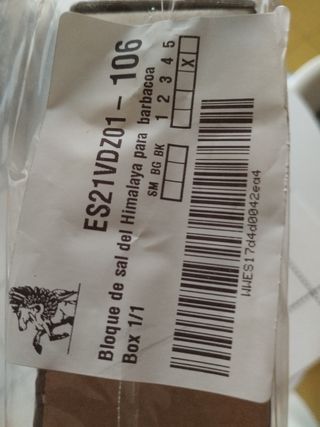 ES21VDZ01 – 106
Bloque de sal del Himalaya para barbacoa
Box 1/1
SM BG BK
1 2 3 4 5
X
WWES17d4d0042ea4